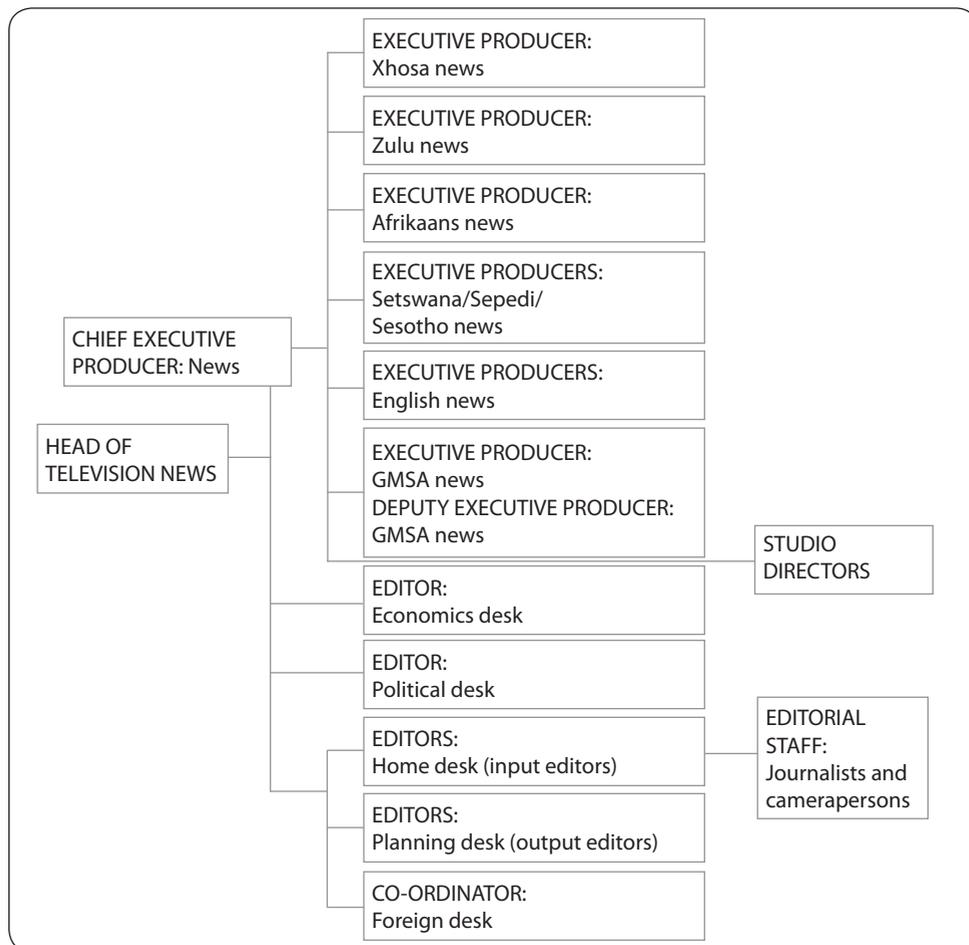 EXECUTIVE PRODUCER:
Xhosa news
EXECUTIVE PRODUCER:
Zulu news
EXECUTIVE PRODUCER:
Afrikaans news
EXECUTIVE PRODUCERS:
Setswana/Sepedi/
Sesotho news
CHIEF EXECUTIVE
PRODUCER: News
EXECUTIVE PRODUCERS:
English news
HEAD OF
TELEVISION NEWS
EXECUTIVE PRODUCER:
GMSA news
DEPUTY EXECUTIVE PRODUCER:
GMSA news
STUDIO
DIRECTORS
EDITOR:
Economics desk
EDITOR:
Political desk
EDITORS:
Home desk (input editors)
EDITORIAL
STAFF:
Journalists and
camerapersons
EDITORS:
Planning desk (output editors)
CO-ORDINATOR:
Foreign desk